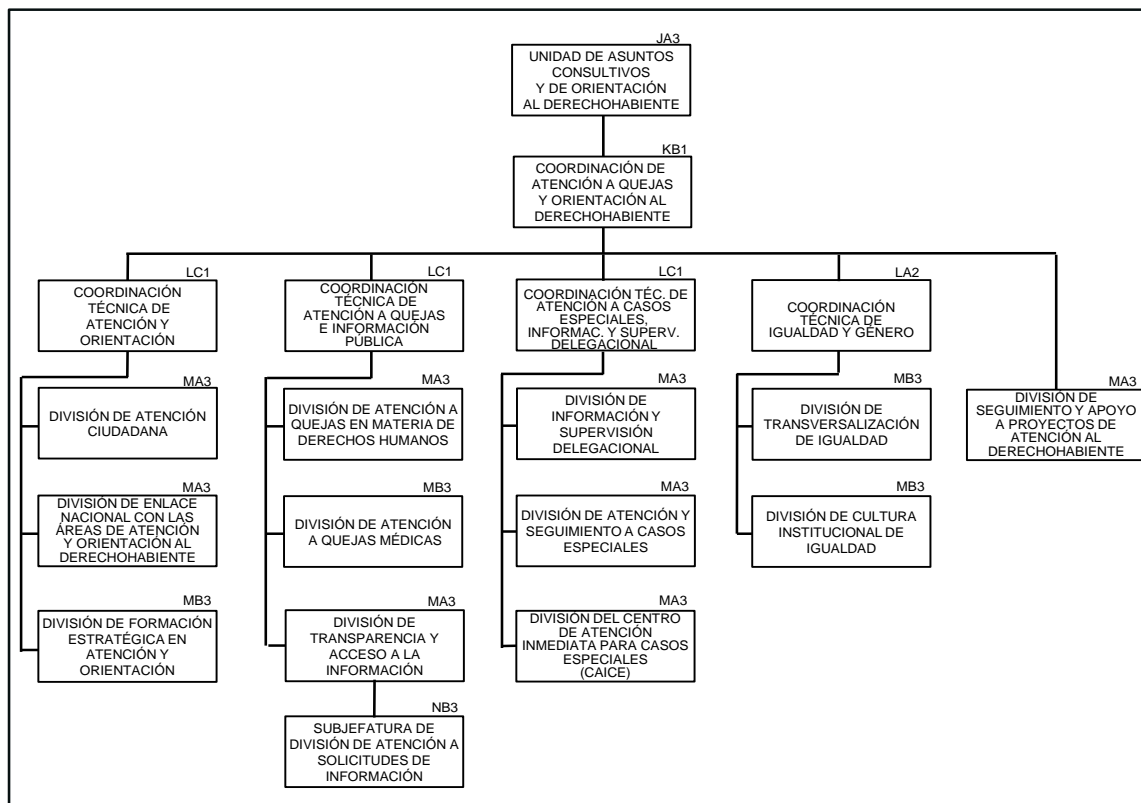 JA3
UNIDAD DE ASUNTOS
CONSULTIVOS
Y DE ORIENTACIÓN
AL DERECHOHABIENTE
KB1
COORDINACIÓN DE
ATENCIÓN A QUEJAS
Y ORIENTACIÓN AL
DERECHOHABIENTE
LC1
COORDINACIÓN
TÉCNICA DE
ATENCIÓN Y
ORIENTACIÓN
MA3
DIVISIÓN DE ATENCIÓN
CIUDADANA
MA3
DIVISIÓN DE ENLACE
NACIONAL CON LAS
ÁREAS DE ATENCIÓN
Y ORIENTACIÓN AL
DERECHOHABIENTE
MB3
DIVISIÓN DE FORMACIÓN
ESTRATÉGICA EN
ATENCIÓN Y
ORIENTACIÓN
LC1
COORDINACIÓN
TÉCNICA DE
ATENCIÓN A QUEJAS
E INFORMACIÓN
PÚBLICA
MA3
DIVISIÓN DE ATENCIÓN A
QUEJAS EN MATERIA DE
DERECHOS HUMANOS
MB3
DIVISIÓN DE ATENCIÓN
A QUEJAS MÉDICAS
MA3
DIVISIÓN DE
TRANSPARENCIA Y
ACCESO A LA
INFORMACIÓN
NB3
SUBJEFATURA DE
DIVISIÓN DE ATENCIÓN A
SOLICITUDES DE
INFORMACIÓN
LC1
COORDINACIÓN TÉC. DE
ATENCIÓN A CASOS
ESPECIALES,
INFORMAC. Y SUPERV.
DELEGACIONAL
MA3
DIVISIÓN DE
INFORMACIÓN Y
SUPERVISIÓN
DELEGACIONAL
MA3
DIVISIÓN DE ATENCIÓN Y
SEGUIMIENTO A CASOS
ESPECIALES
MA3
DIVISIÓN DEL CENTRO
DE ATENCIÓN
INMEDIATA PARA CASOS
ESPECIALES
(CAICE)
LA2
COORDINACIÓN
TÉCNICA DE
IGUALDAD Y GÉNERO
MB3
DIVISIÓN DE
TRANSVERSALIZACIÓN
DE IGUALDAD
MB3
DIVISIÓN DE CULTURA
INSTITUCIONAL DE
IGUALDAD
MA3
DIVISIÓN DE
SEGUIMIENTO Y APOYO
A PROYECTOS DE
ATENCIÓN AL
DERECHOHABIENTE